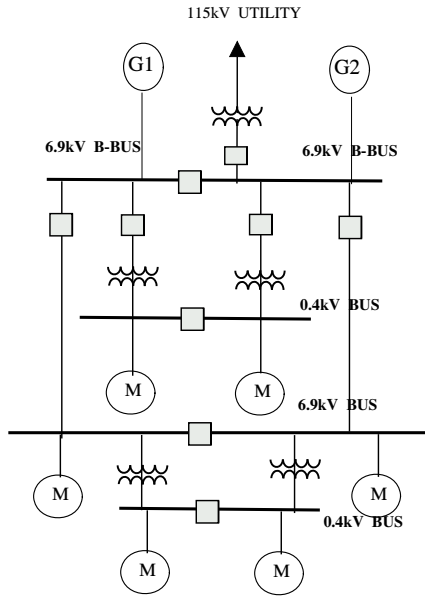 115kV UTILITY
G1
G2
6.9kV B-BUS
6.9kV B-BUS
0.4kV BUS
M
M
6.9kV BUS
M
M
0.4kV BUS
M
M